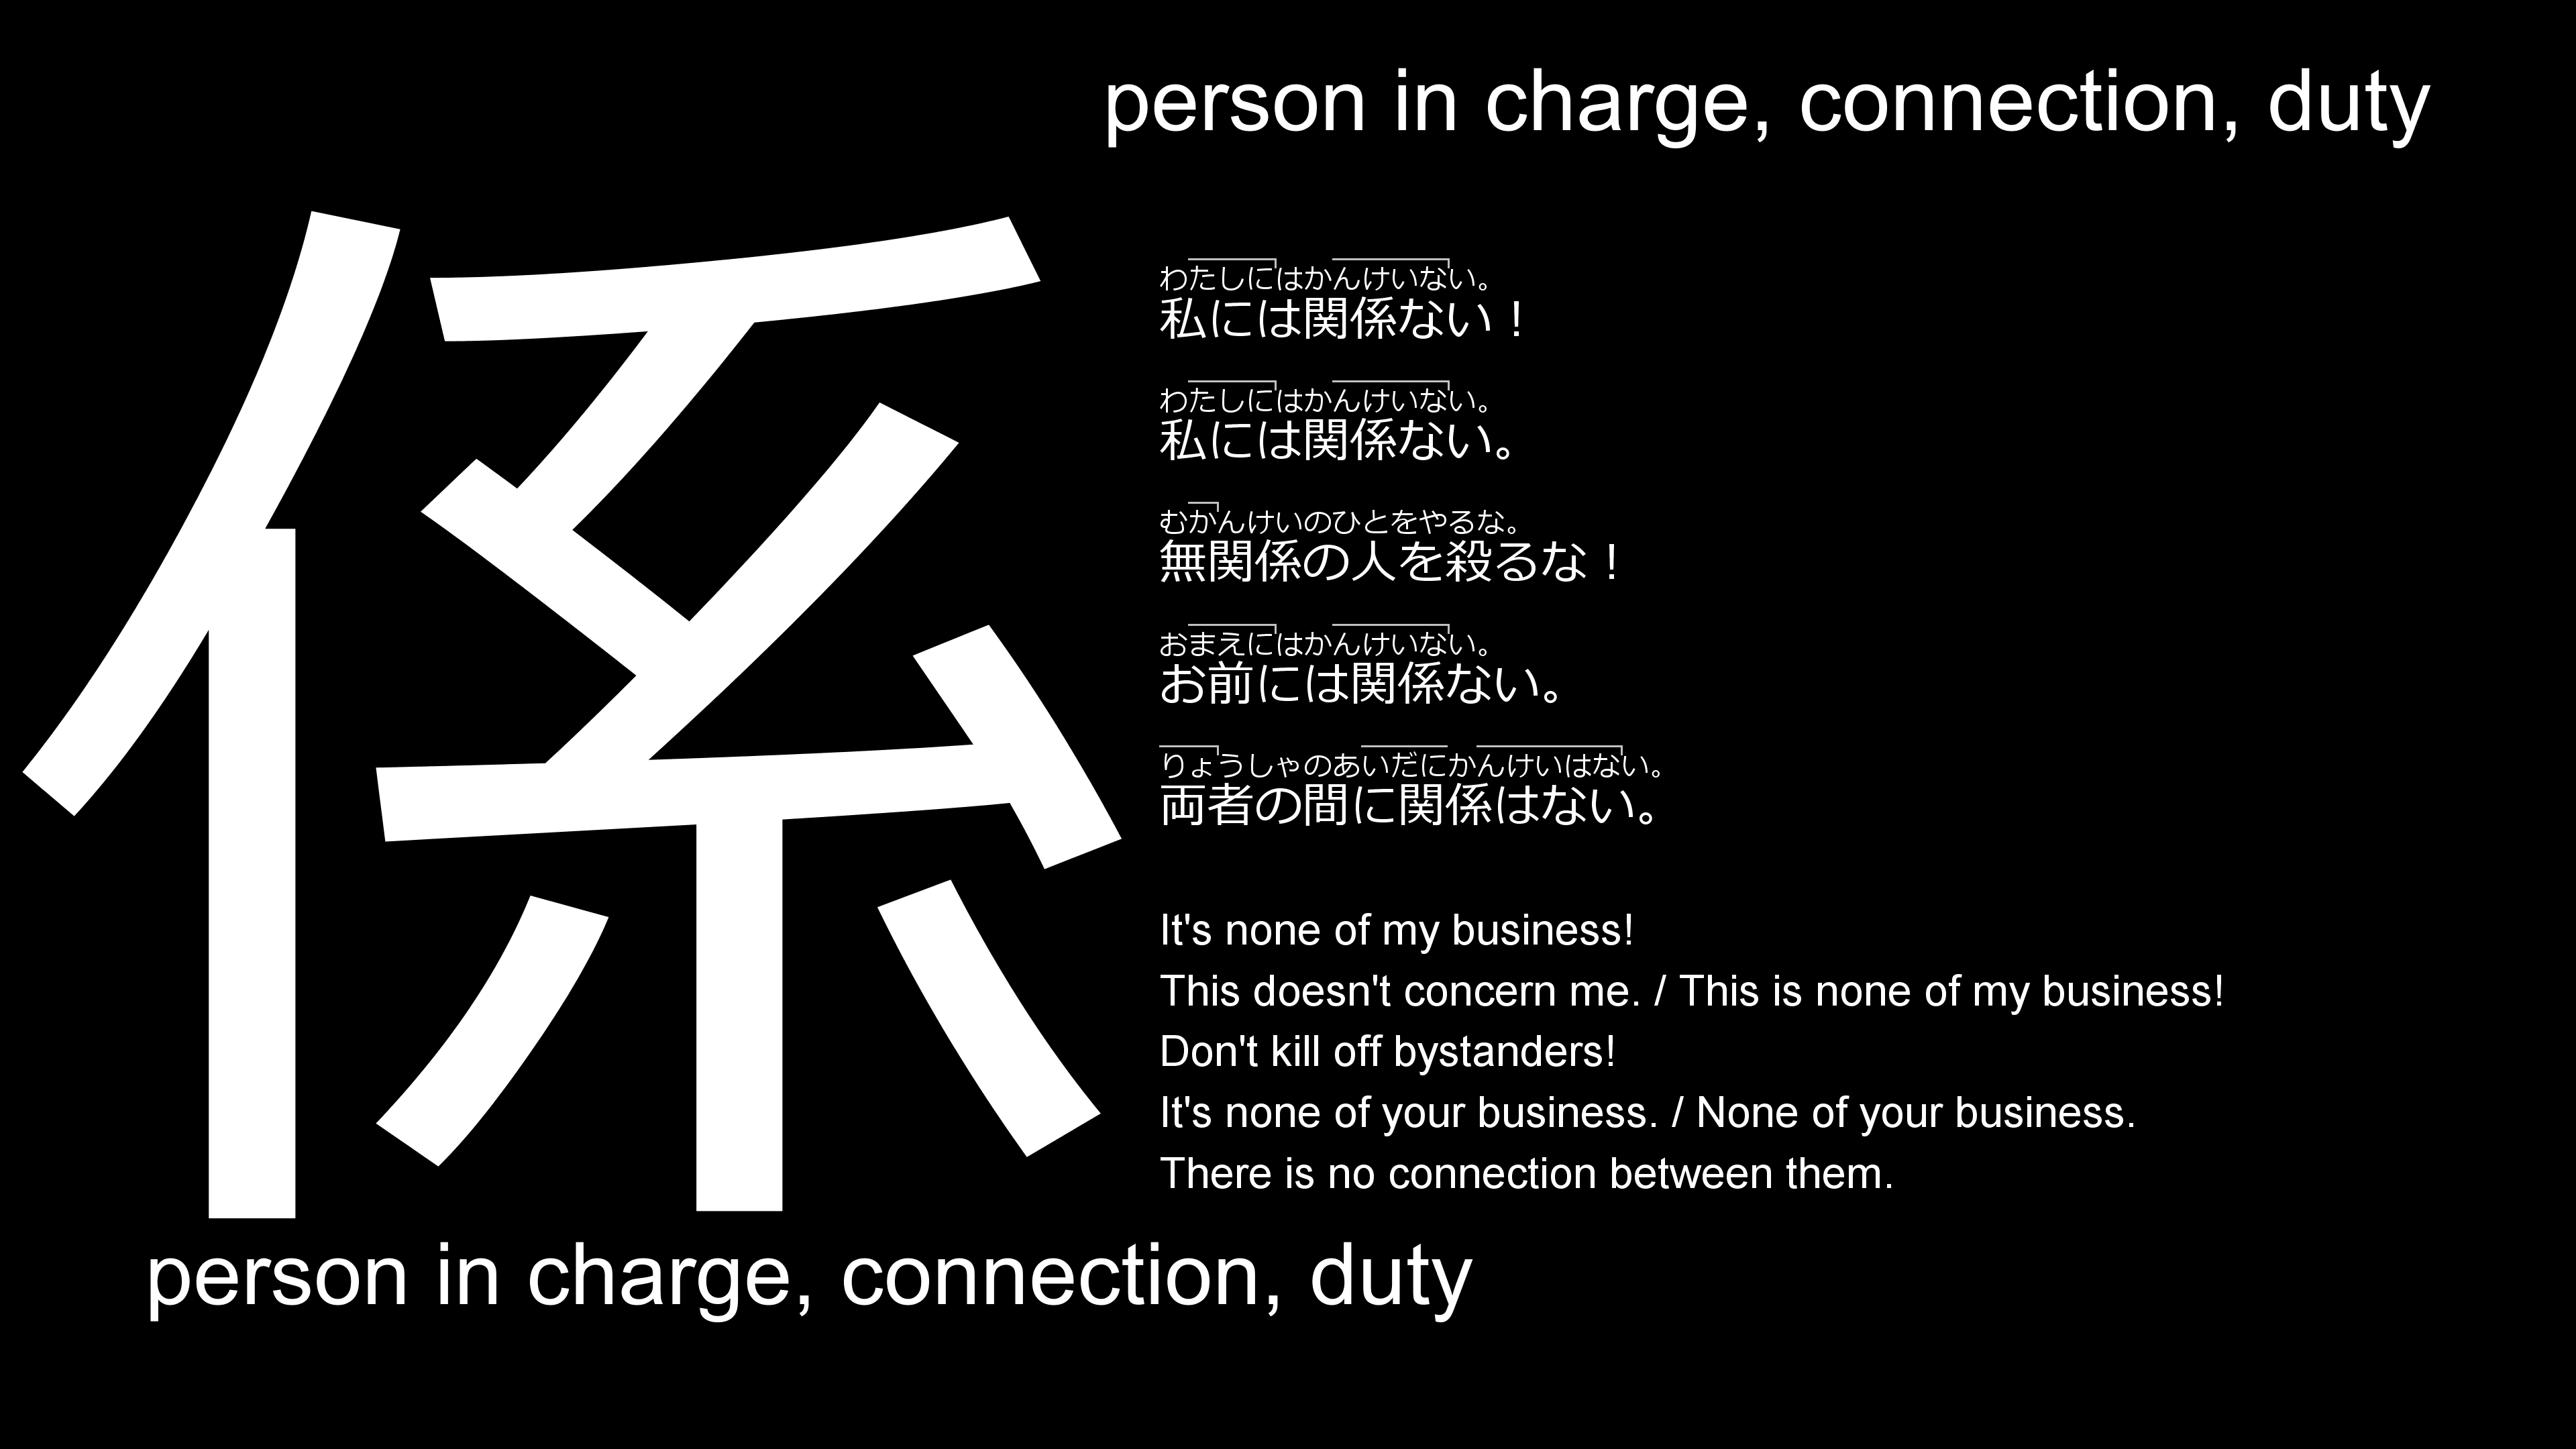 person in charge, connection, duty
係
わたしにはかんけいない。
私には関係ない！
わたしにはかんけいない。
私には関係ない。
むかんけいのひとをやるな。
無関係の人を殺るな！
おまえにはかんけいない。
お前には関係ない。
りょうしゃのあいだにかんけいはない。
両者の間に関係はない。
It's none of my business!
This doesn't concern me. / This is none of my business!
Don't kill off bystanders!
It's none of your business. / None of your business.
There is no connection between them.
person in charge, connection, duty